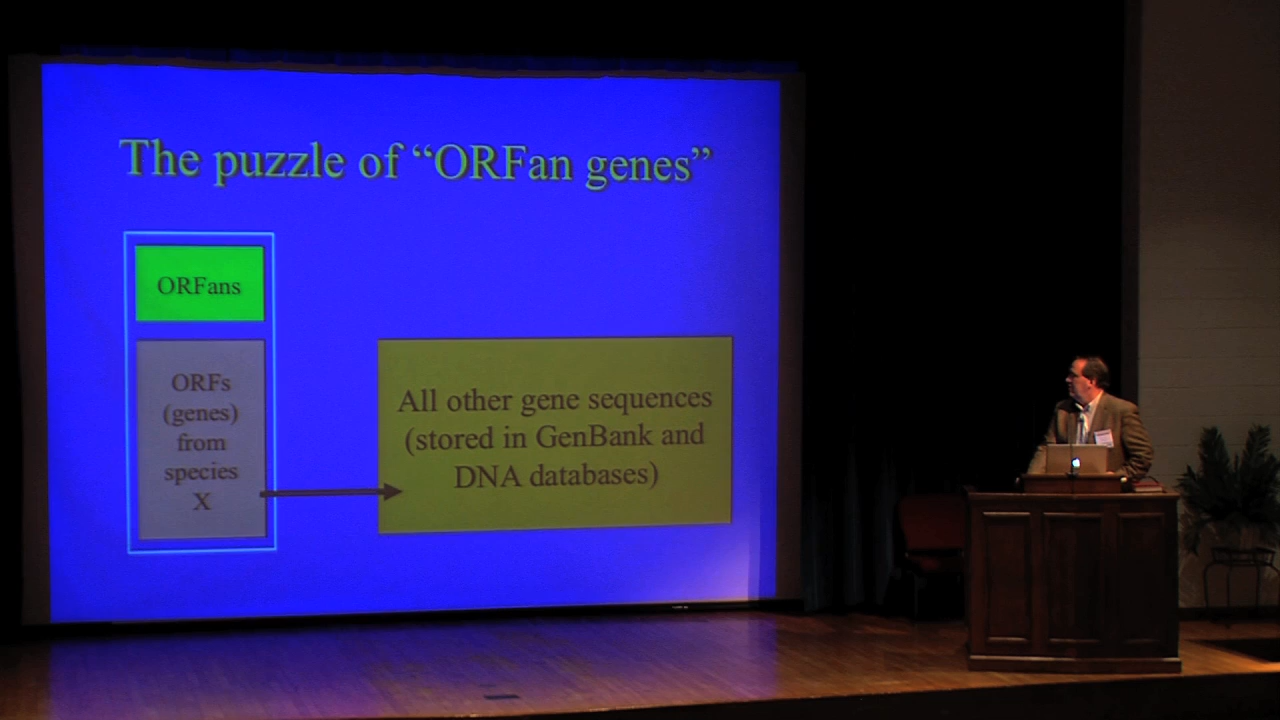 The puzzle of “ORFan genes”
ORFans
ORFs
(genes)
from
species
X
All other gene sequences
(stored in GenBank and
DNA databases)